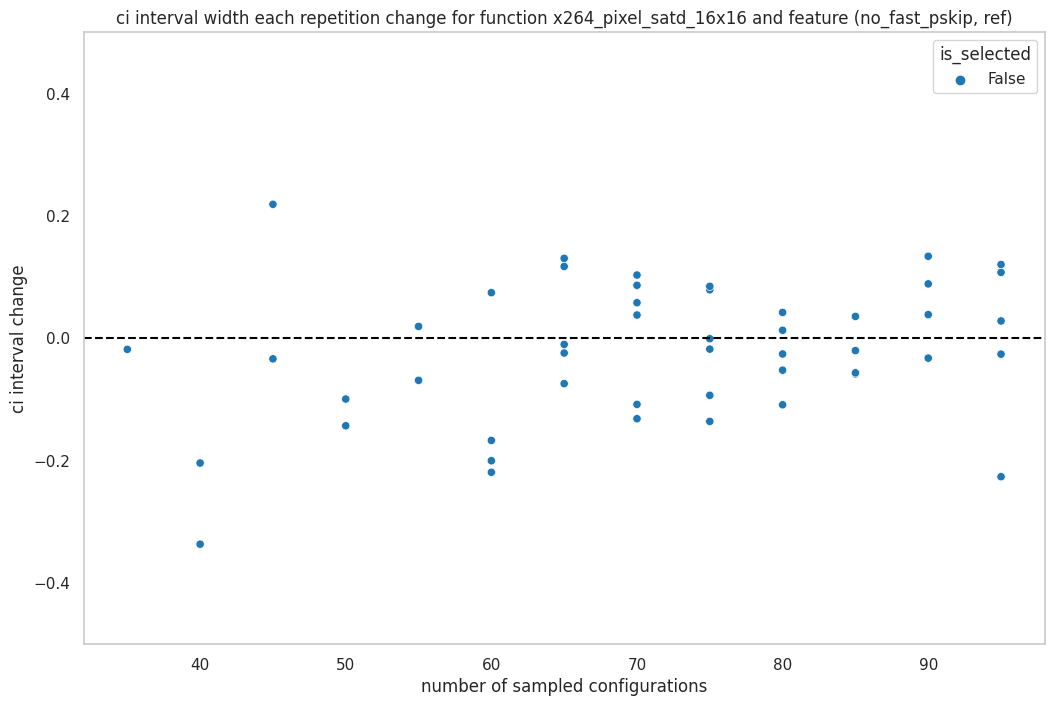 ci interval width each repetition change for function x264_pixel_satd_16x16 and feature (no_fast_pskip, ref)
is_selected
False
0.4
0.2
0.0
−0.2
−0.4
ci interval change
40 50 60 70 80 90
number of sampled configurations